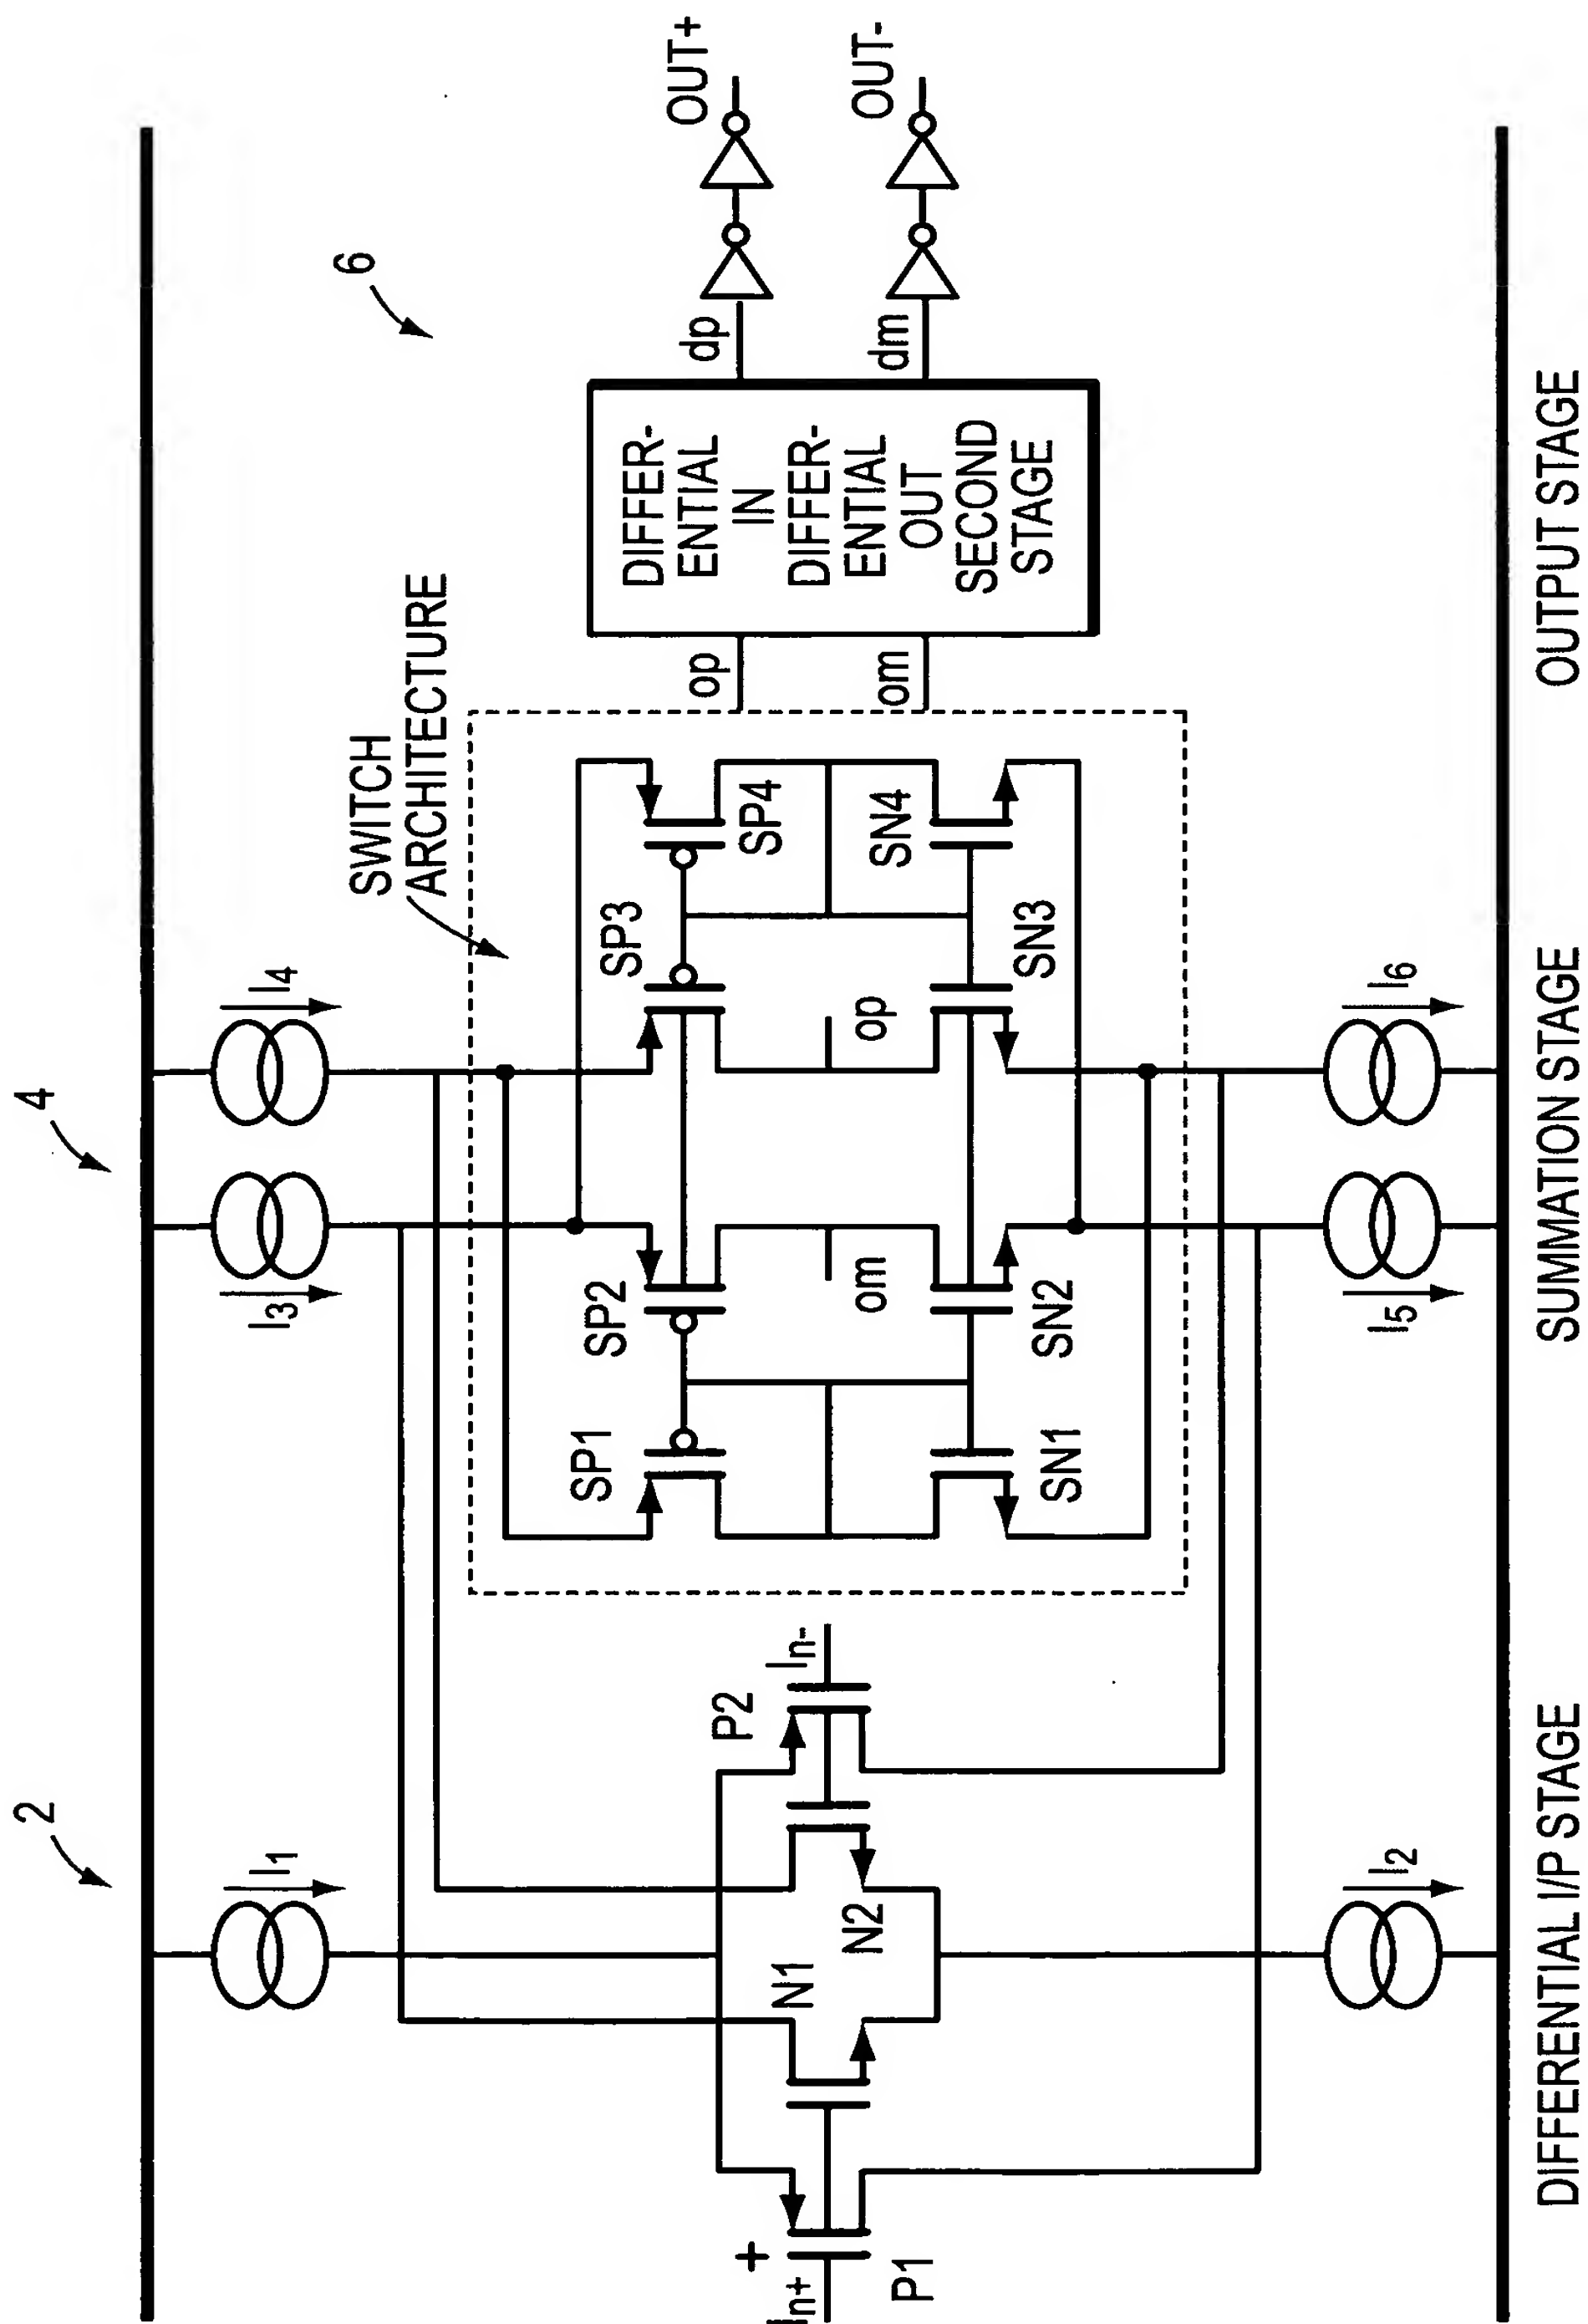 2
4
6
I1
I3
I4
SWITCH
ARCHITECTURE
SP1
SP2
SP3
SP4
om
op
SN1
SN2
SN3
SN4
In+
+
P1
N1
N2
P2
In-
op
om
DIFFER-
ENTIAL
IN
DIFFER-
ENTIAL
OUT
SECOND
STAGE
dp
dm
OUT+
OUT-
I2
I5
I6
DIFFERENTIAL I/P STAGE
SUMMATION STAGE
OUTPUT STAGE